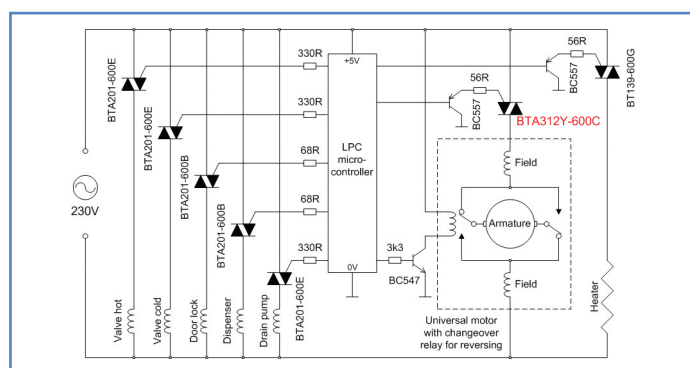 230V
BTA201-600E
BTA201-600E
BTA201-600B
BTA201-600B
BTA201-600E
330R
330R
68R
68R
330R
+5V
LPC
micro-
controller
0V
56R
BC557
BT139-600G
56R
BC557
BTA312Y-600C
Field
Armature
Field
3k3
BC547
Universal motor
with changeover
relay for reversing
Heater
Valve hot
Valve cold
Door lock
Dispenser
Drain pump